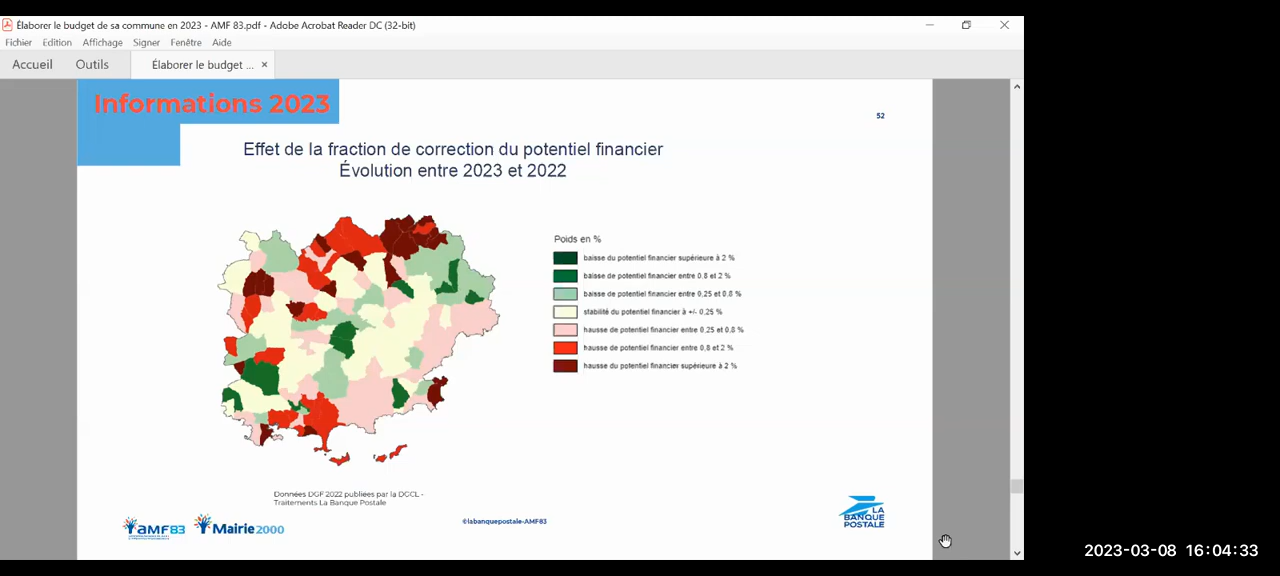 Élaborer le budget de sa commune en 2023 - AMF 83.pdf - Adobe Acrobat Reader DC (32-bit)
Fichier Edition Affichage Signer Fenêtre Aide
Accueil Outils Élaborer le budget ... ×
Informations 2023
52
Effet de la fraction de correction du potentiel financier
Évolution entre 2023 et 2022
Poids en %
baisse du potentiel financier supérieure à 2 %
baisse de potentiel financier entre 0,8 et 2 %
baisse de potentiel financier entre 0,25 et 0,8 %
stabilité du potentiel financier à +/- 0,25 %
hausse de potentiel financier entre 0,25 et 0,8 %
hausse de potentiel financier entre 0,8 et 2 %
hausse du potentiel financier supérieure à 2 %
Données DGF 2022 publiées par la DGCL -
Traitements La Banque Postale
AMF83 Mairie2000
©labanquepostale-AMF83
LA
BANQUE
POSTALE
2023-03-08 16:04:33